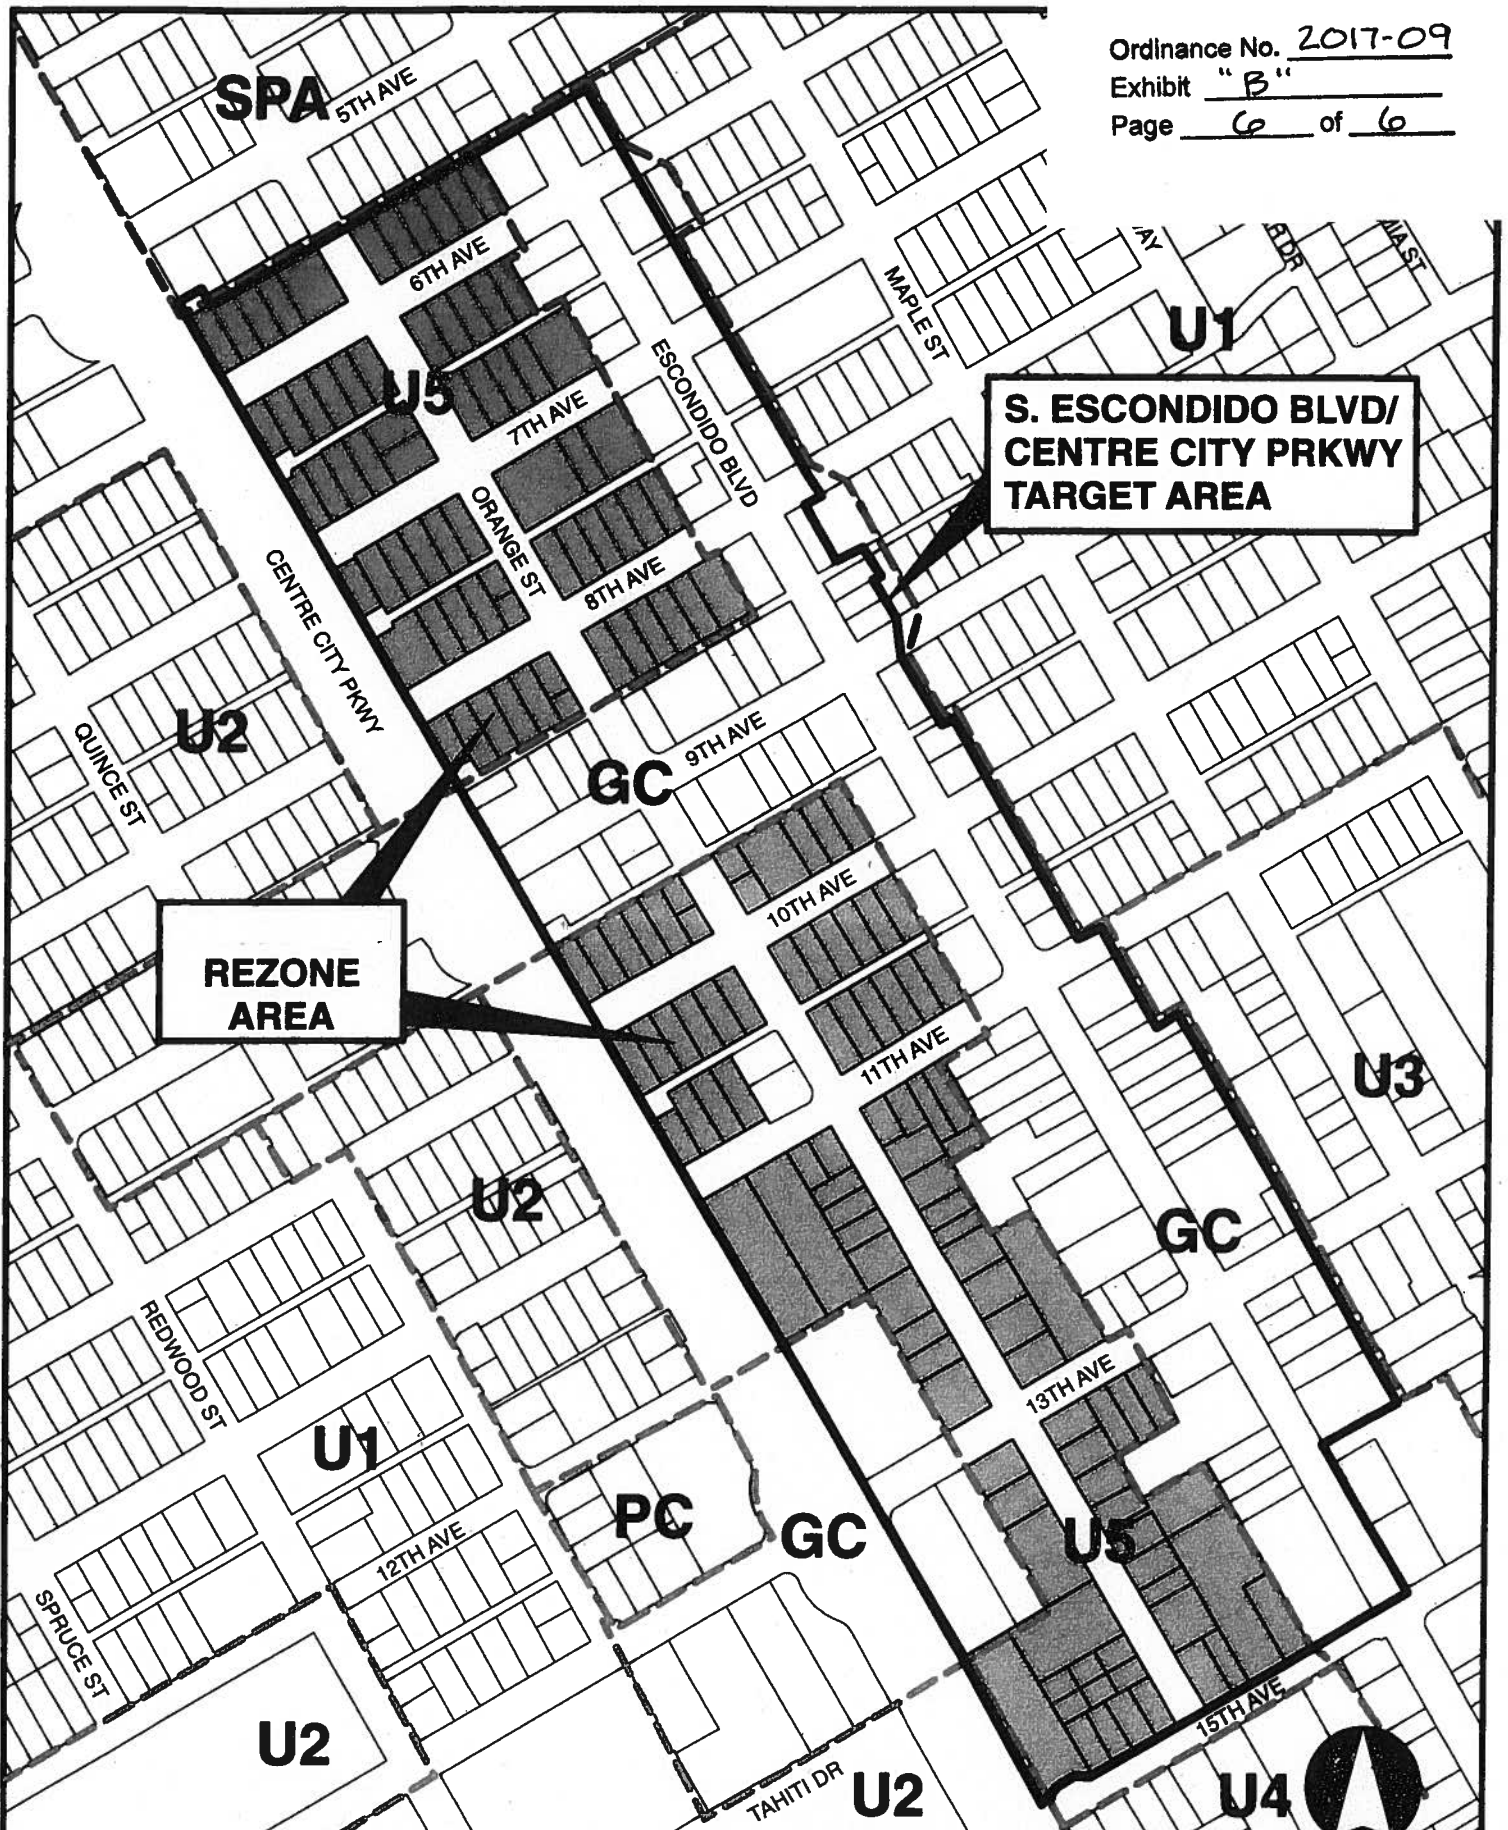 Ordinance No. 2017-09
Exhibit "B"
Page 6 of 6
SPA
5TH AVE
6TH AVE
U5
7TH AVE
ESCONDIDO BLVD
MAPLE ST
U1
S. ESCONDIDO BLVD/
CENTRE CITY PRKWY
TARGET AREA
ORANGE ST
8TH AVE
CENTRE CITY PKWY
QUINCE ST
U2
GC
9TH AVE
10TH AVE
REZONE
AREA
11TH AVE
U3
U2
GC
REDWOOD ST
13TH AVE
U1
PC
GC
U5
12TH AVE
SPRUCE ST
U2
15TH AVE
TAHITI DR
U2
U4